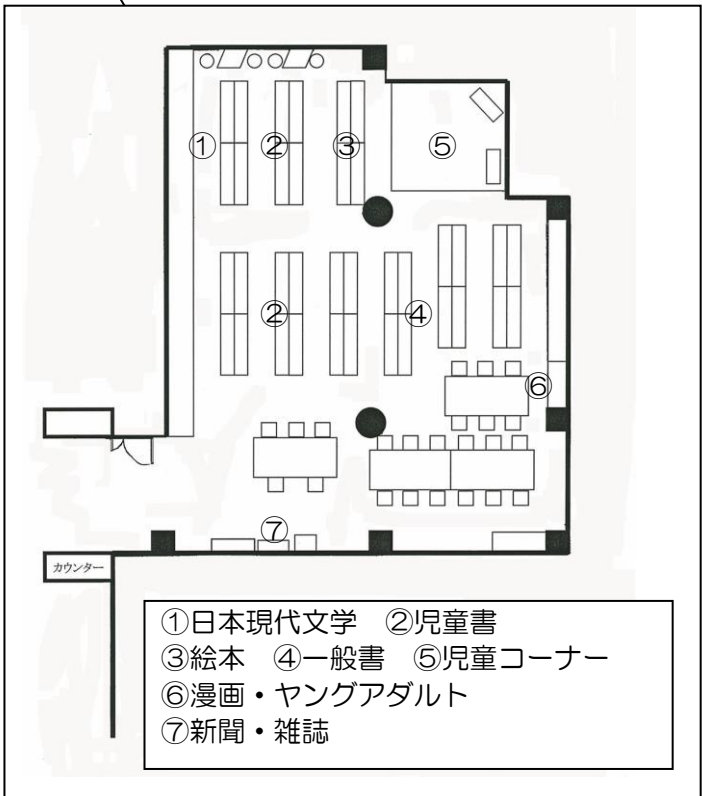 ① ② ③ ⑤
② ④
⑥
⑦
カウンター
①日本現代文学 ②児童書
③絵本 ④一般書 ⑤児童コーナー
⑥漫画・ヤングアダルト
⑦新聞・雑誌